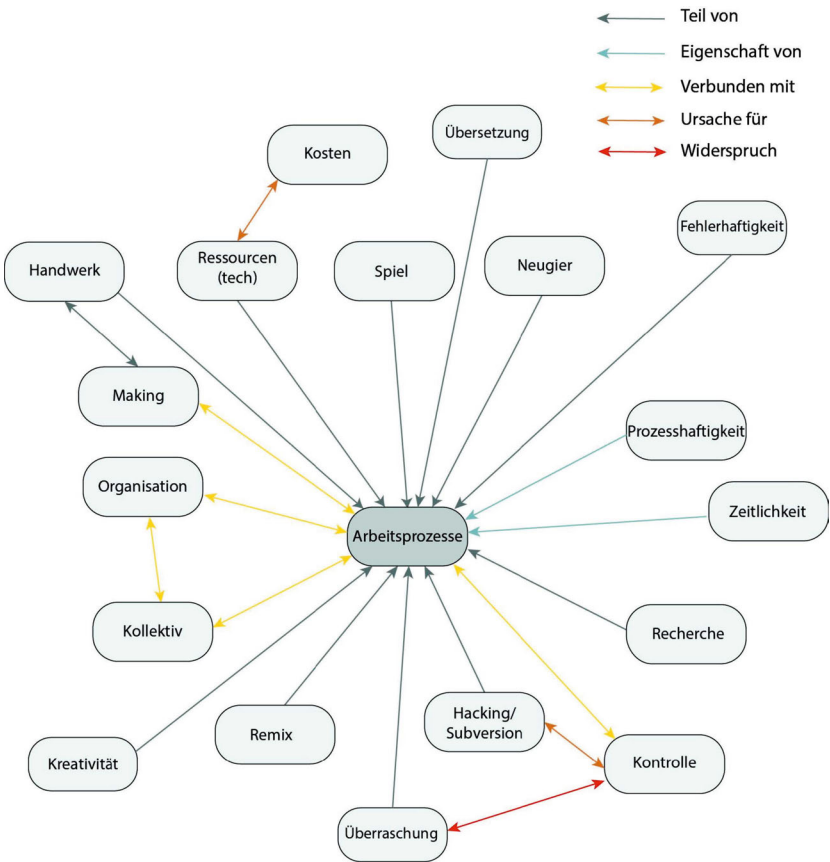 Teil von
Eigenschaft von
Verbunden mit
Ursache für
Widerspruch
Übersetzung
Kosten
Fehlerhaftigkeit
Handwerk
Ressourcen
(tech)
Spiel
Neugier
Making
Prozesshaftigkeit
Organisation
Zeitlichkeit
Arbeitsprozesse
Kollektiv
Recherche
Hacking/
Subversion
Remix
Kreativität
Kontrolle
Überraschung